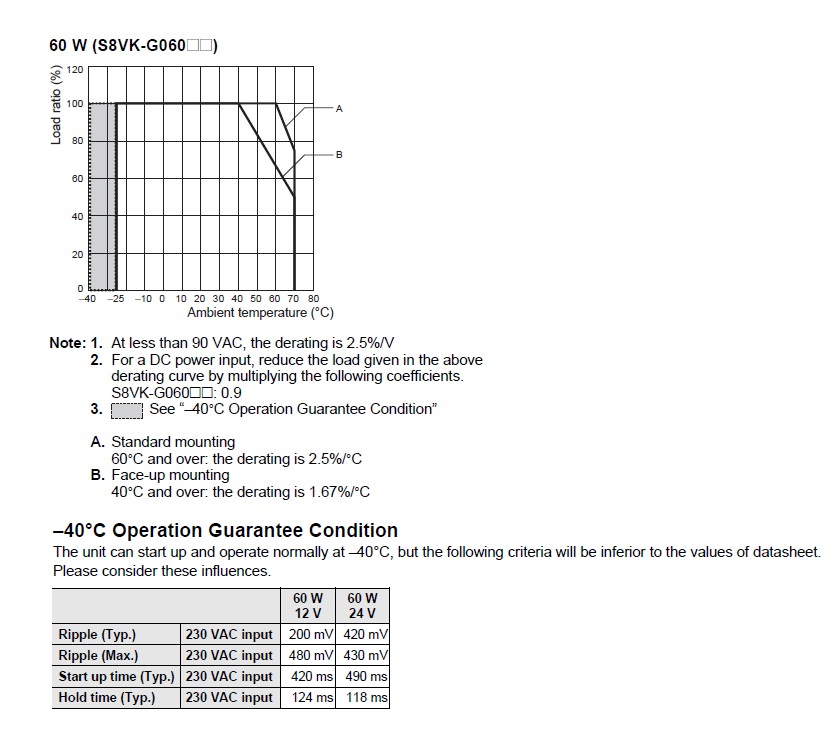 60 W (S8VK-G060□□)
Load ratio (%)
120
100
80
60
40
20
0
A
B
–40 –25 –10 0 10 20 30 40 50 60 70 80
Ambient temperature (°C)
Note: 1. At less than 90 VAC, the derating is 2.5%/V
2. For a DC power input, reduce the load given in the above
derating curve by multiplying the following coefficients.
S8VK-G060□□: 0.9
3. See “–40°C Operation Guarantee Condition”
A. Standard mounting
60°C and over: the derating is 2.5%/°C
B. Face-up mounting
40°C and over: the derating is 1.67%/°C
–40°C Operation Guarantee Condition
The unit can start up and operate normally at –40°C, but the following criteria will be inferior to the values of datasheet.
Please consider these influences.
60 W 60 W
12 V 24 V
Ripple (Typ.) 230 VAC input 200 mV 420 mV
Ripple (Max.) 230 VAC input 480 mV 430 mV
Start up time (Typ.) 230 VAC input 420 ms 490 ms
Hold time (Typ.) 230 VAC input 124 ms 118 ms